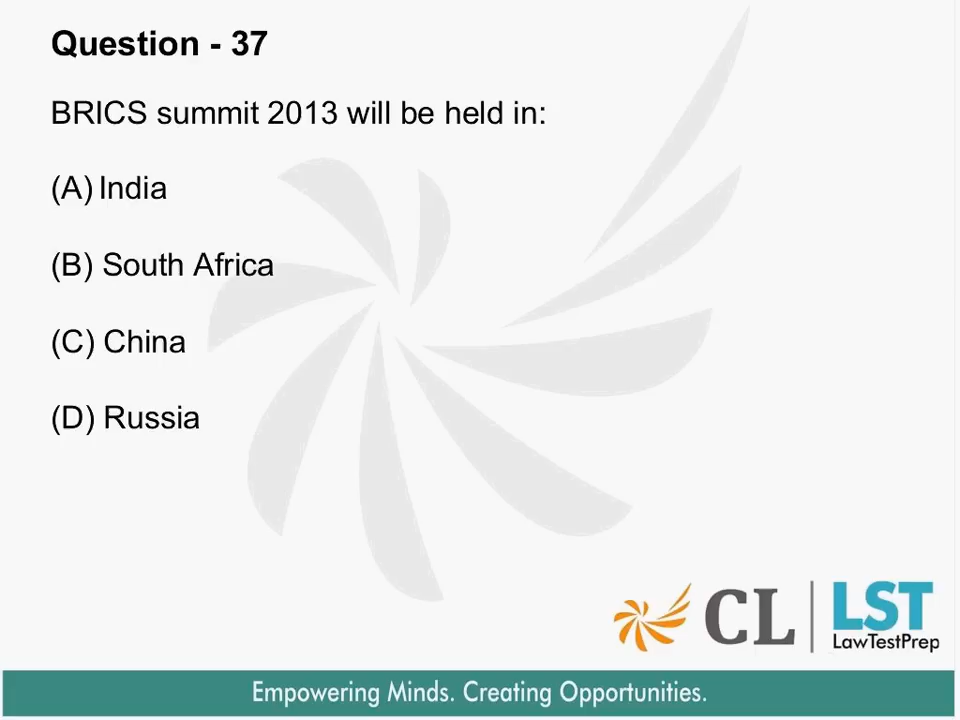 Question - 37
BRICS summit 2013 will be held in:
(A) India
(B) South Africa
(C) China
(D) Russia
CL LST
LawTestPrep
Empowering Minds. Creating Opportunities.